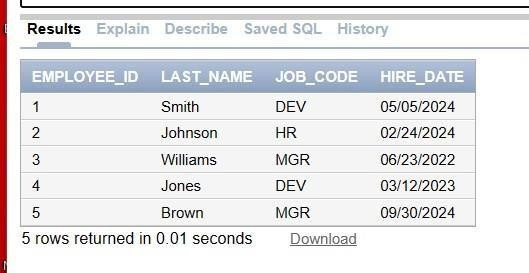 Results Explain Describe Saved SQL History
EMPLOYEE_ID LAST_NAME JOB_CODE HIRE_DATE
1 Smith DEV 05/05/2024
2 Johnson HR 02/24/2024
3 Williams MGR 06/23/2022
4 Jones DEV 03/12/2023
5 Brown MGR 09/30/2024
5 rows returned in 0.01 seconds Download